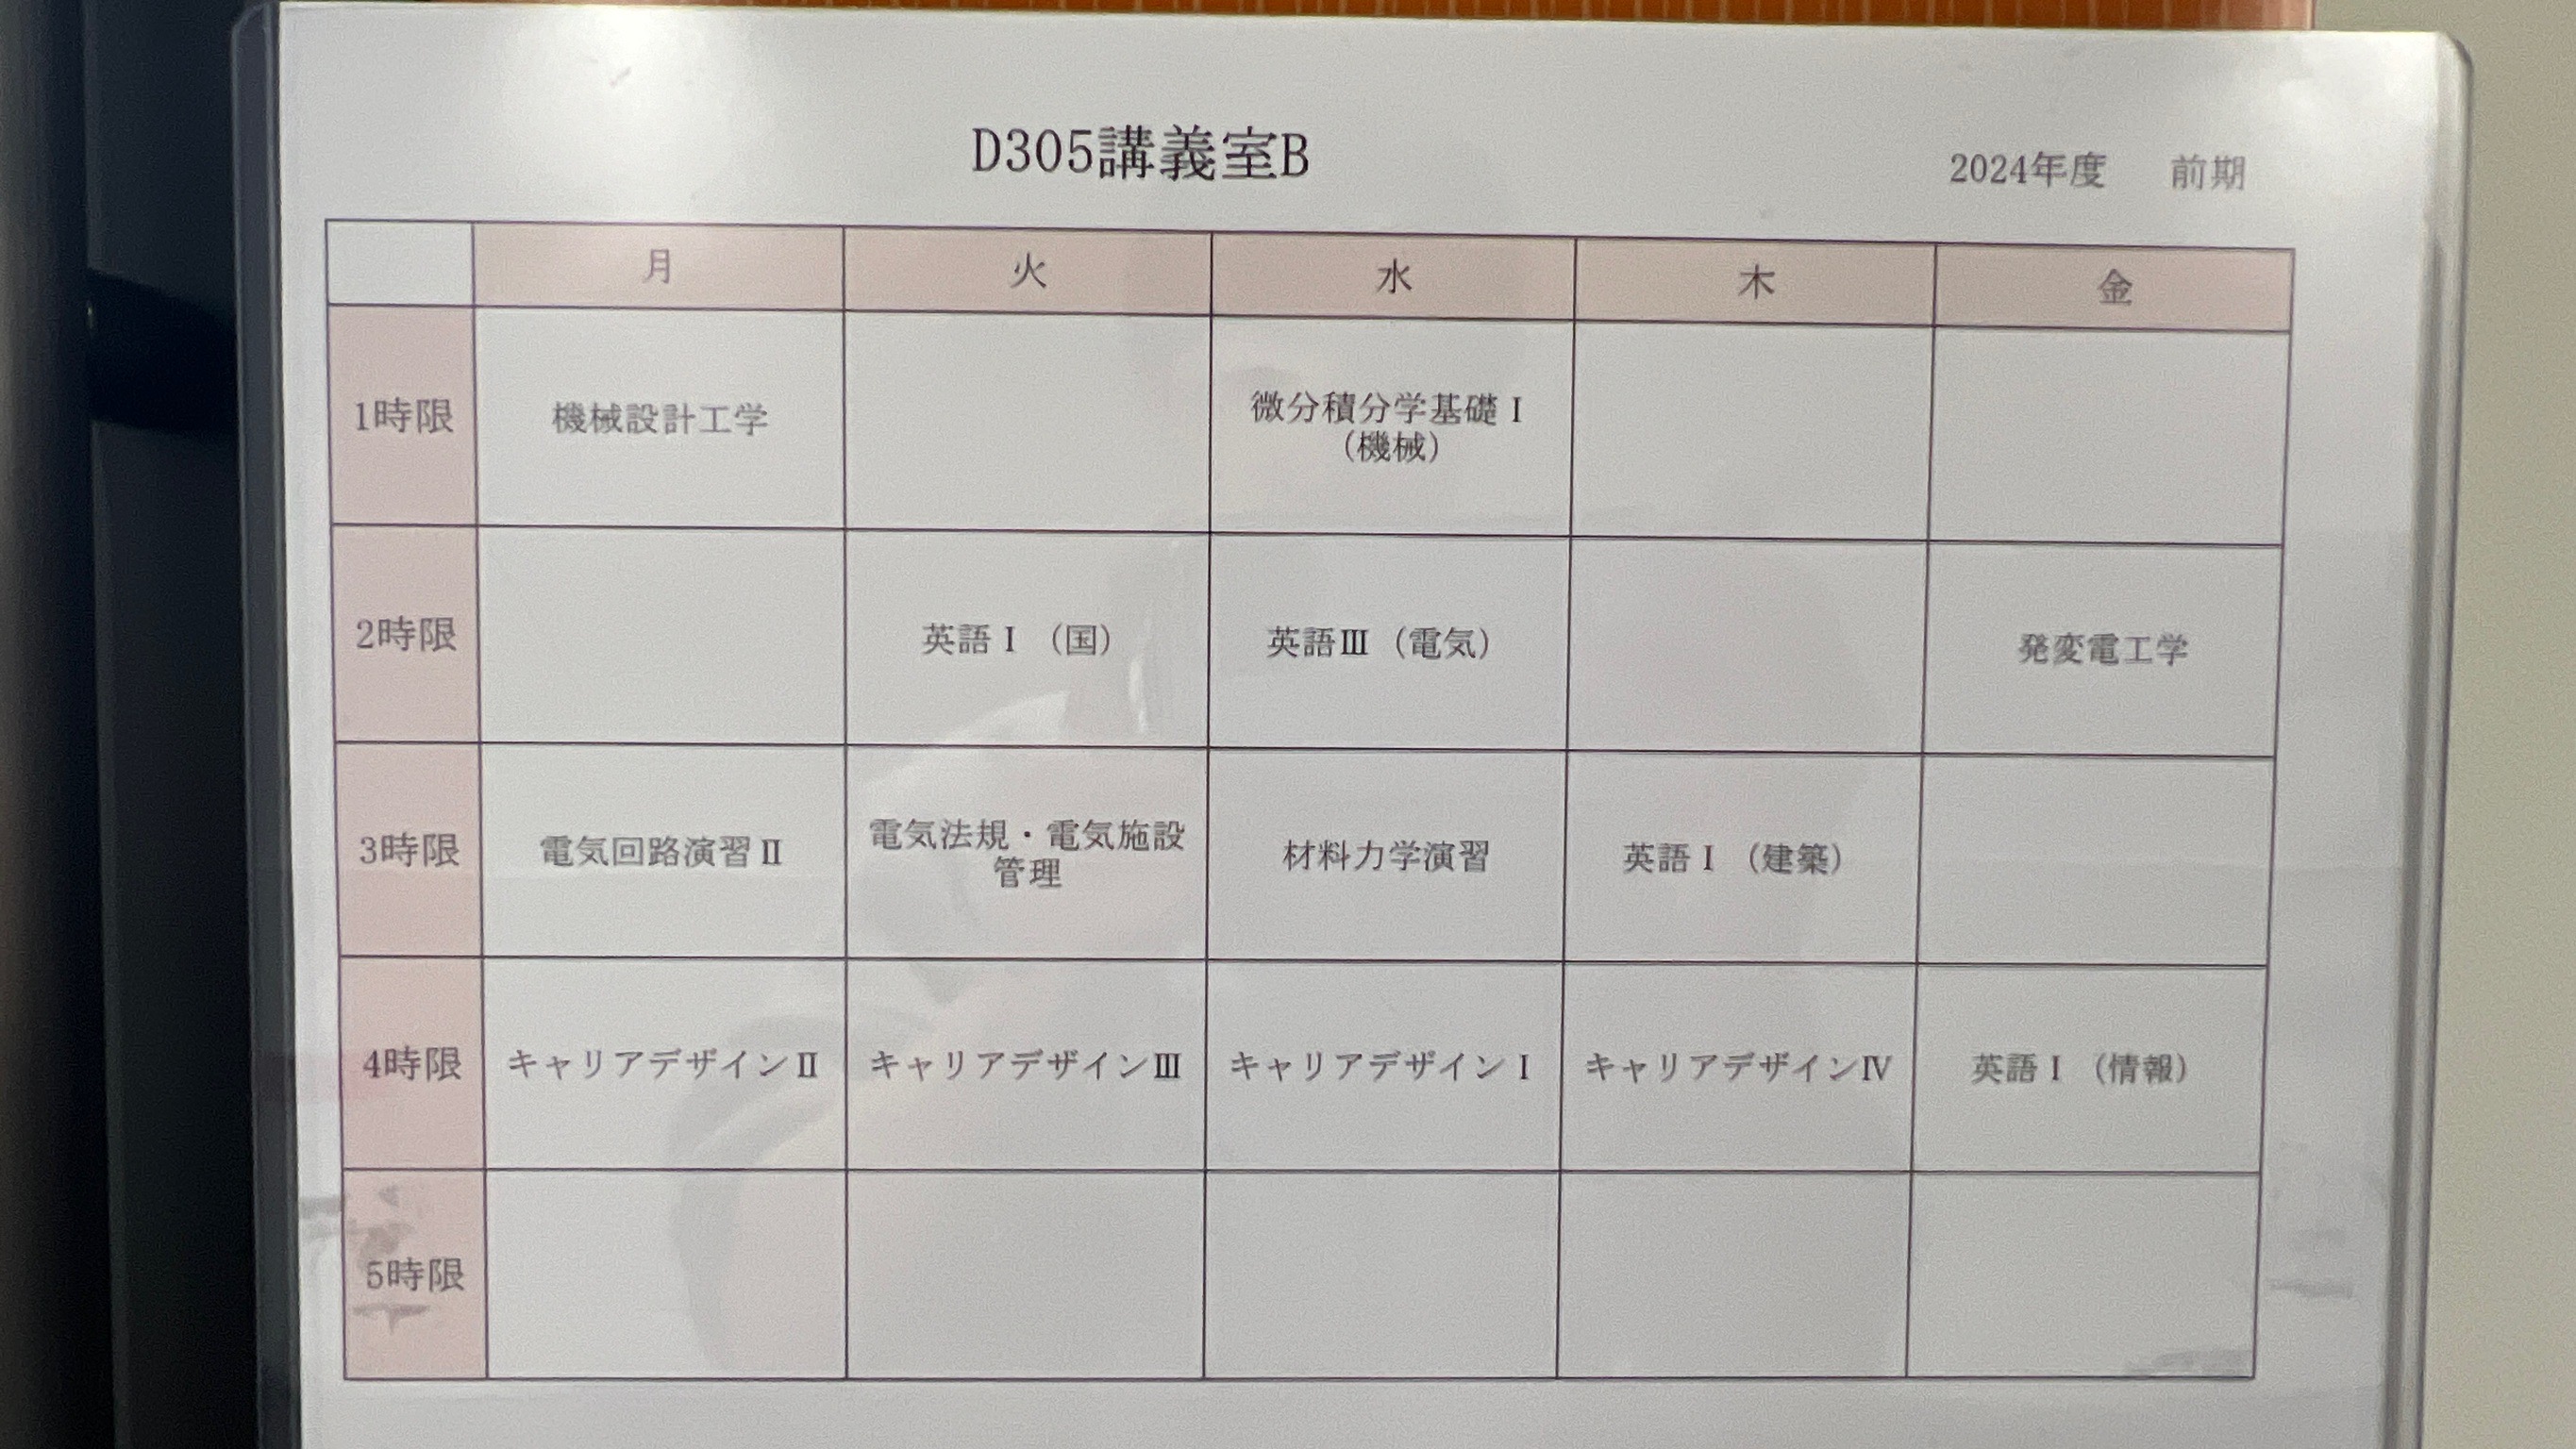 D305講義室B
2024年度 前期
月 火 水 木 金
1時限 機械設計工学 微分積分学基礎Ⅰ
(機械)
2時限 英語Ⅰ (国) 英語Ⅲ (電気) 発変電工学
3時限 電気回路演習Ⅱ 電気法規・電気施設 材料力学演習 英語Ⅰ (建築)
管理
4時限 キャリアデザインⅡ キャリアデザインⅢ キャリアデザインⅠ キャリアデザインⅣ 英語Ⅰ (情報)
5時限